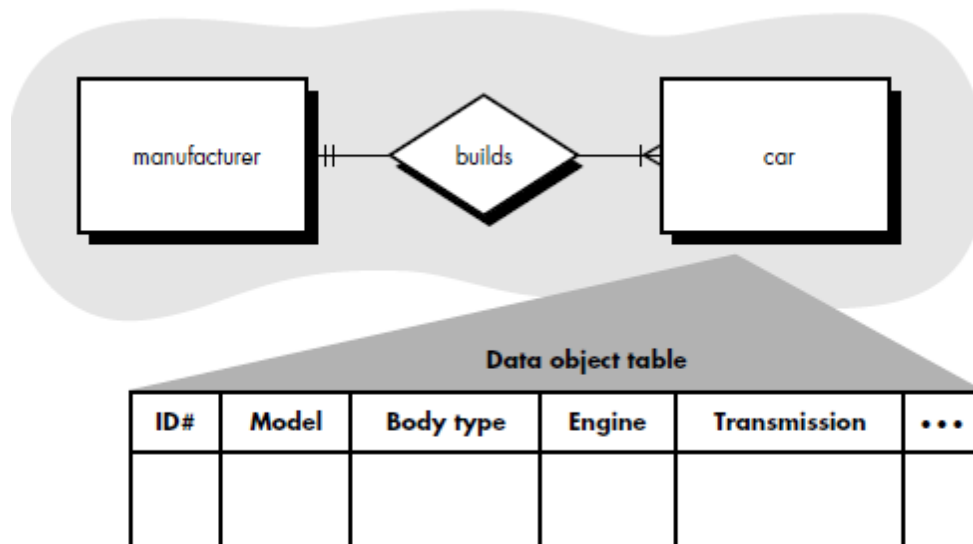 manufacturer builds car
Data object table
ID# Model Body type Engine Transmission •••